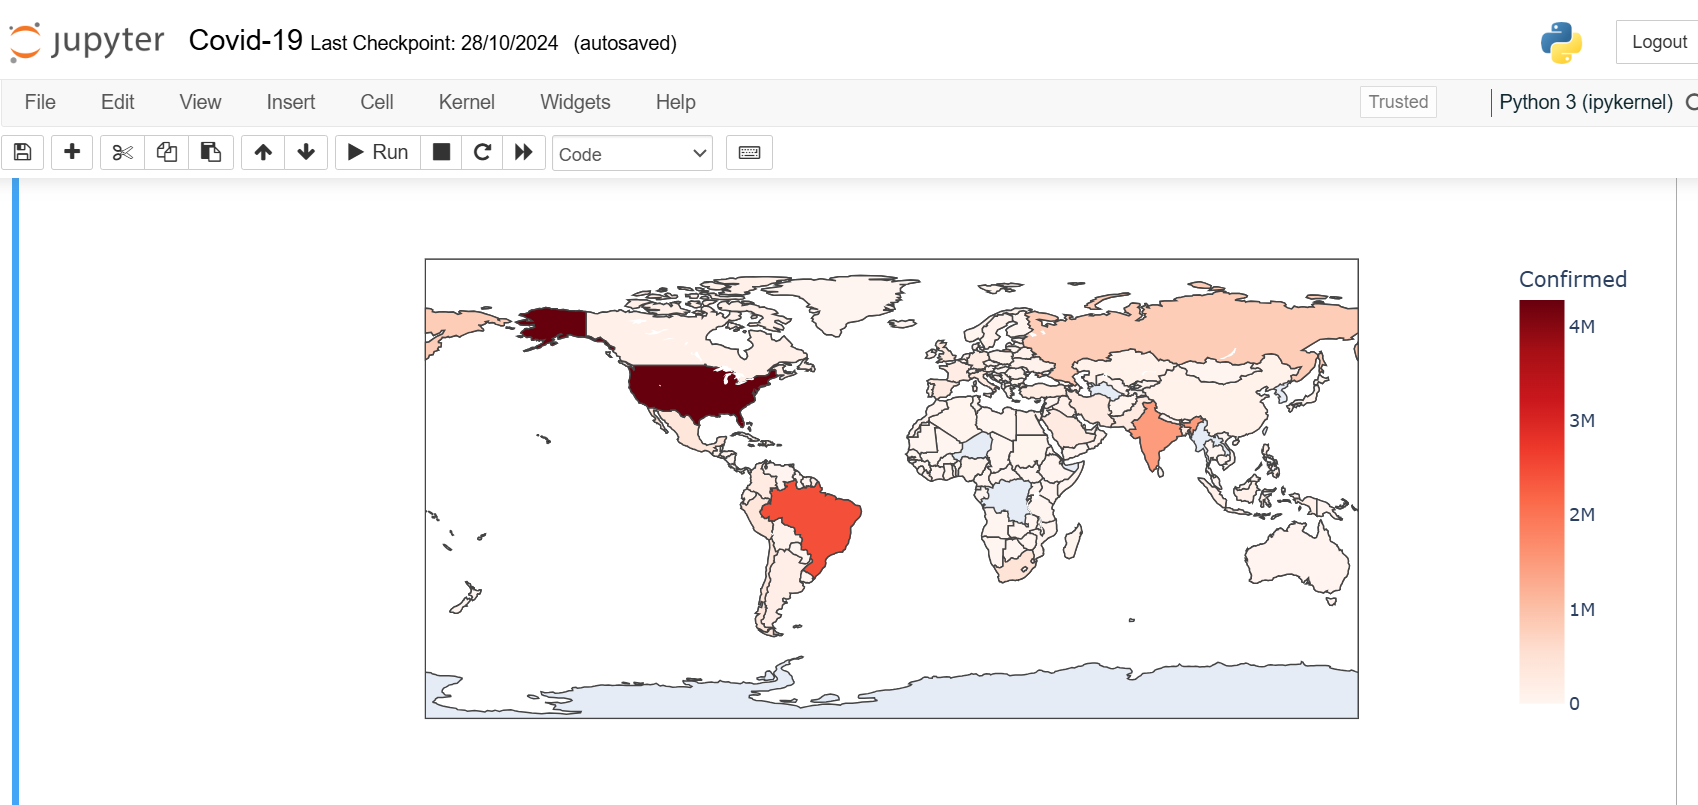 jupyter Covid-19 Last Checkpoint: 28/10/2024 (autosaved) Logout
File Edit View Insert Cell Kernel Widgets Help Trusted Python 3 (ipykernel)
Run Code
Confirmed
4M
3M
2M
1M
0